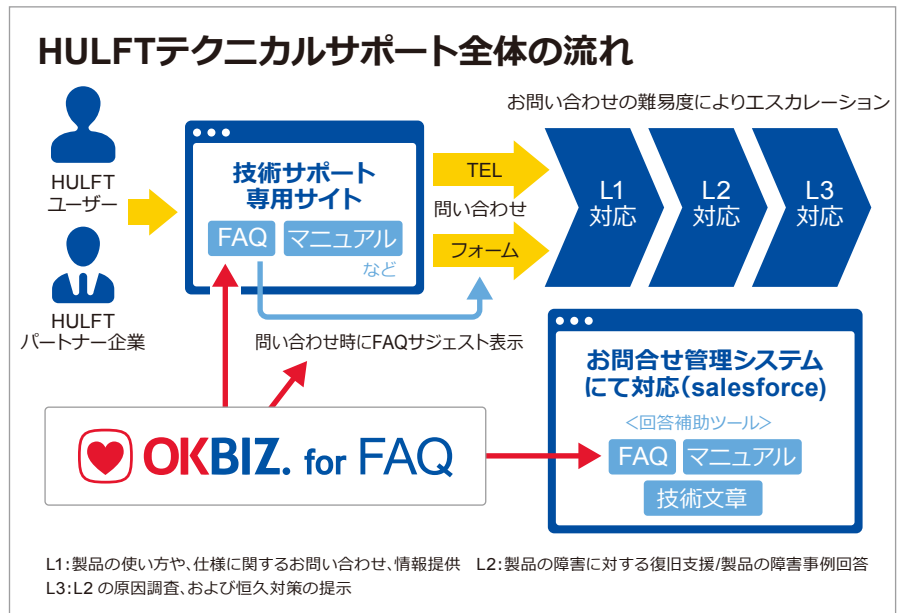 HULFTテクニカルサポート全体の流れ
お問い合わせの難易度によりエスカレーション
HULFT
ユーザー
HULFT
パートナー企業
技術サポート
専用サイト
FAQ マニュアル
など
TEL
問い合わせ
フォーム
L1
対応
L2
対応
L3
対応
問い合わせ時にFAQサジェスト表示
OKBIZ. for FAQ
お問合せ管理システム
にて対応(salesforce)
<回答補助ツール>
FAQ マニュアル
技術文章
L1:製品の使い方や、仕様に関するお問い合わせ、情報提供 L2:製品の障害に対する復旧支援/製品の障害事例回答
L3:L2 の原因調査、および恒久対策の提示